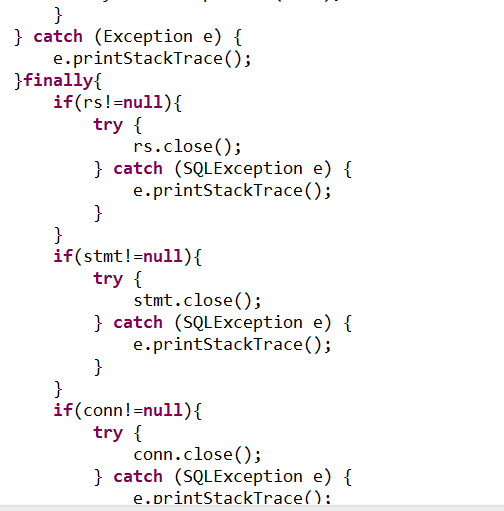 }
} catch (Exception e) {
e.printStackTrace();
}finally{
if(rs!=null){
try {
rs.close();
} catch (SQLException e) {
e.printStackTrace();
}
}
if(stmt!=null){
try {
stmt.close();
} catch (SQLException e) {
e.printStackTrace();
}
}
if(conn!=null){
try {
conn.close();
} catch (SQLException e) {
e.printStackTrace();